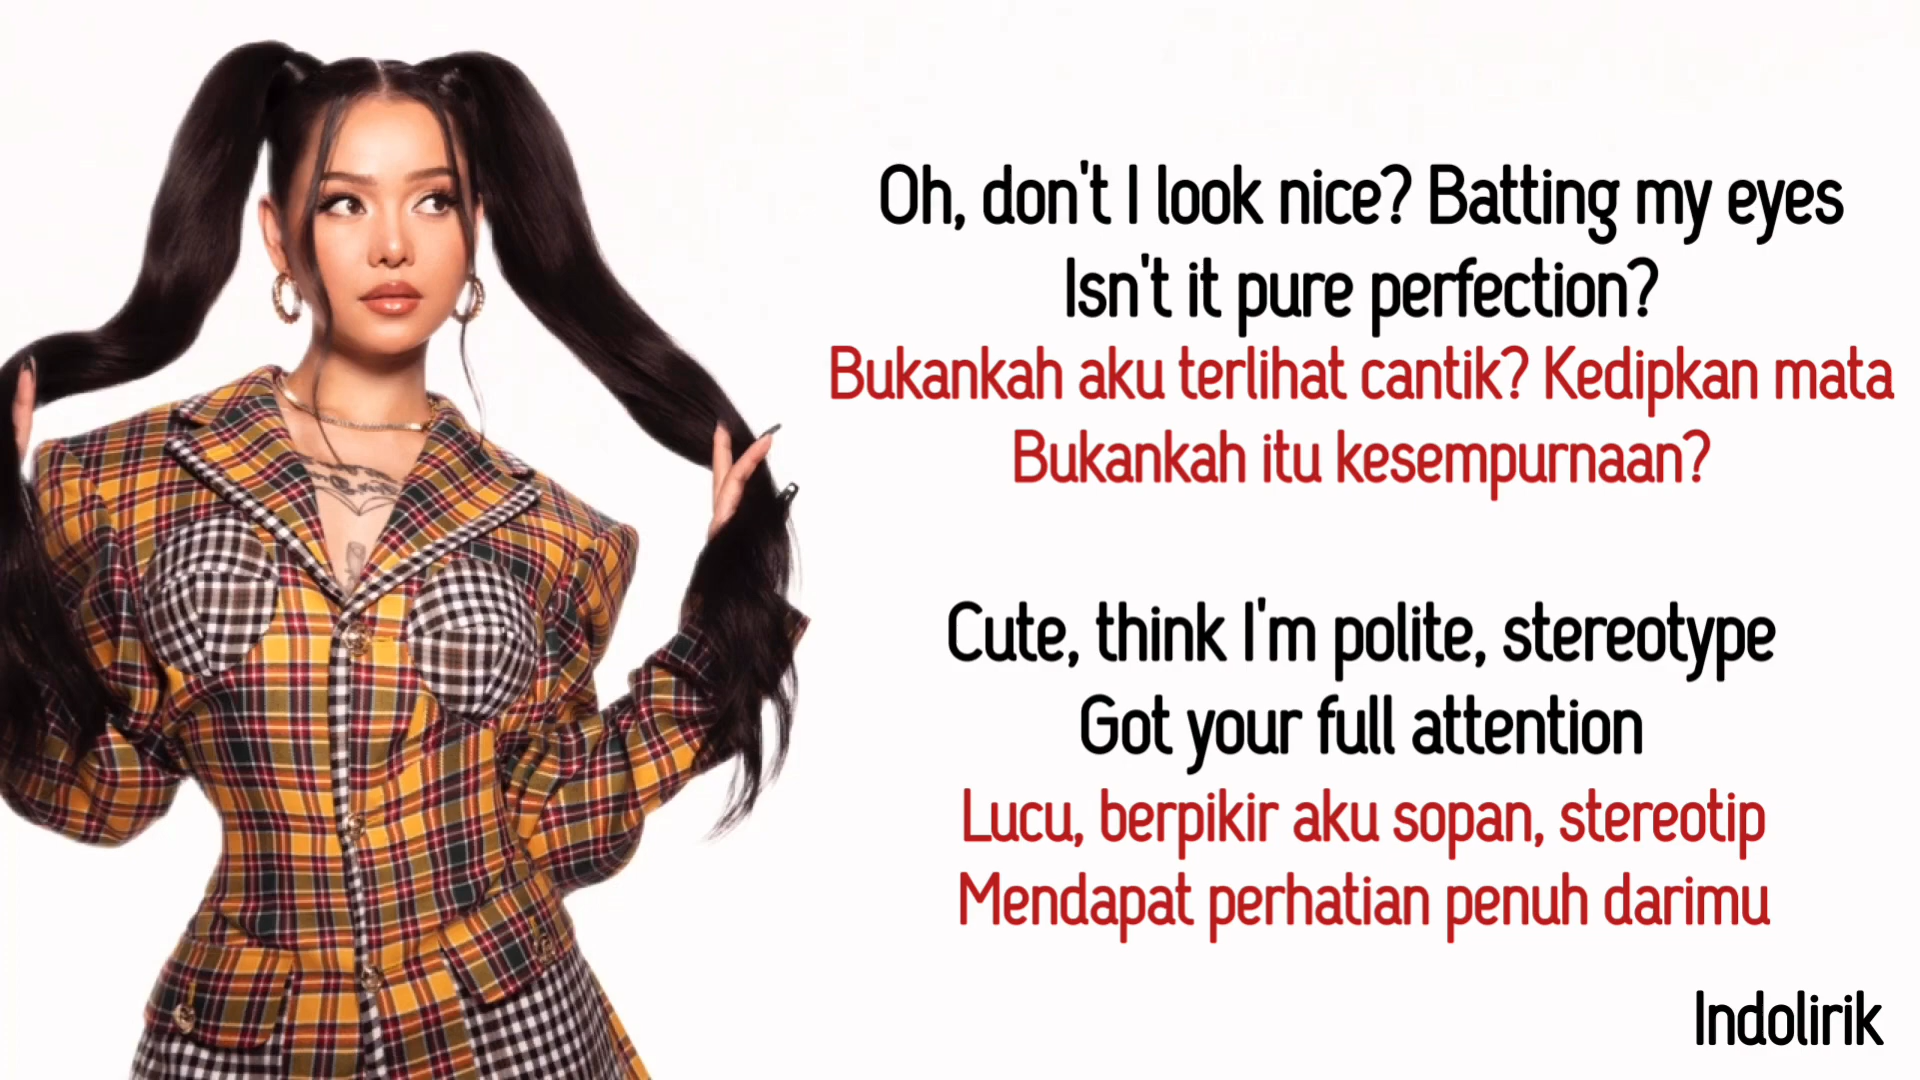 Oh, don't I look nice? Batting my eyes
Isn't it pure perfection?
Bukankah aku terlihat cantik? Kedipkan mata
Bukankah itu kesempurnaan?
Cute, think I'm polite, stereotype
Got your full attention
Lucu, berpikir aku sopan, stereotip
Mendapat perhatian penuh darimu
Indolirik